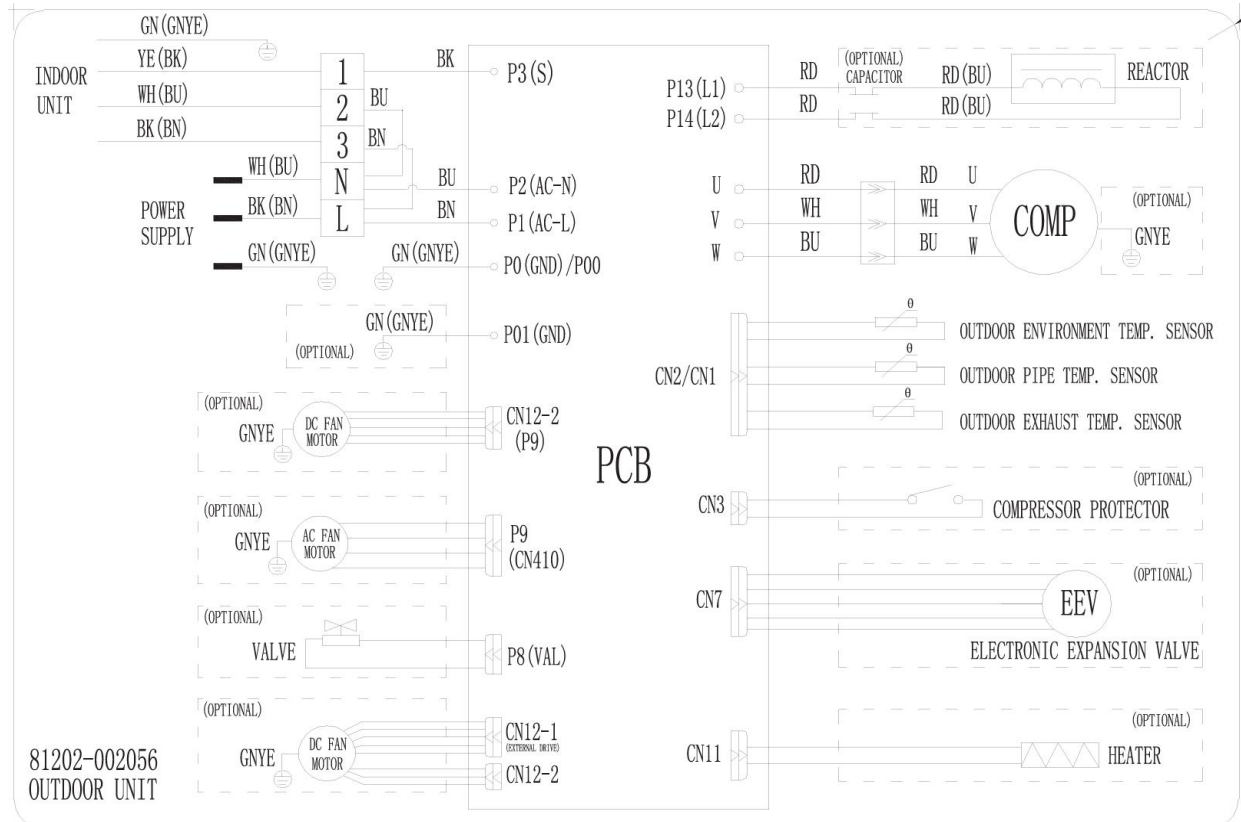 GN(GNYE)
INDOOR
UNIT
YE(BK)
WH(BU)
BK(BN)
1
2
3
N
L
BK
BU
BN
BU
BN
POWER
SUPPLY
WH(BU)
BK(BN)
GN(GNYE)
GN(GNYE)
P3(S)
P2(AC-N)
P1(AC-L)
P0(GND)/P00
(OPTIONAL)
GN(GNYE)
P01(GND)
(OPTIONAL)
GNYE
DC FAN
MOTOR
CN12-2
(P9)
(OPTIONAL)
GNYE
AC FAN
MOTOR
P9
(CN410)
(OPTIONAL)
VALVE
P8(VAL)
(OPTIONAL)
GNYE
DC FAN
MOTOR
CN12-1
(EXTERNAL DRIVE)
CN12-2
81202-002056
OUTDOOR UNIT
PCB
P13(L1)
P14(L2)
RD
RD
(OPTIONAL)
CAPACITOR
RD(BU)
RD(BU)
REACTOR
U
V
W
RD
WH
BU
RD
WH
BU
U
V
W
COMP
(OPTIONAL)
GNYE
CN2/CN1
θ
OUTDOOR ENVIRONMENT TEMP. SENSOR
θ
OUTDOOR PIPE TEMP. SENSOR
θ
OUTDOOR EXHAUST TEMP. SENSOR
CN3
(OPTIONAL)
COMPRESSOR PROTECTOR
CN7
(OPTIONAL)
EEV
ELECTRONIC EXPANSION VALVE
CN11
(OPTIONAL)
HEATER